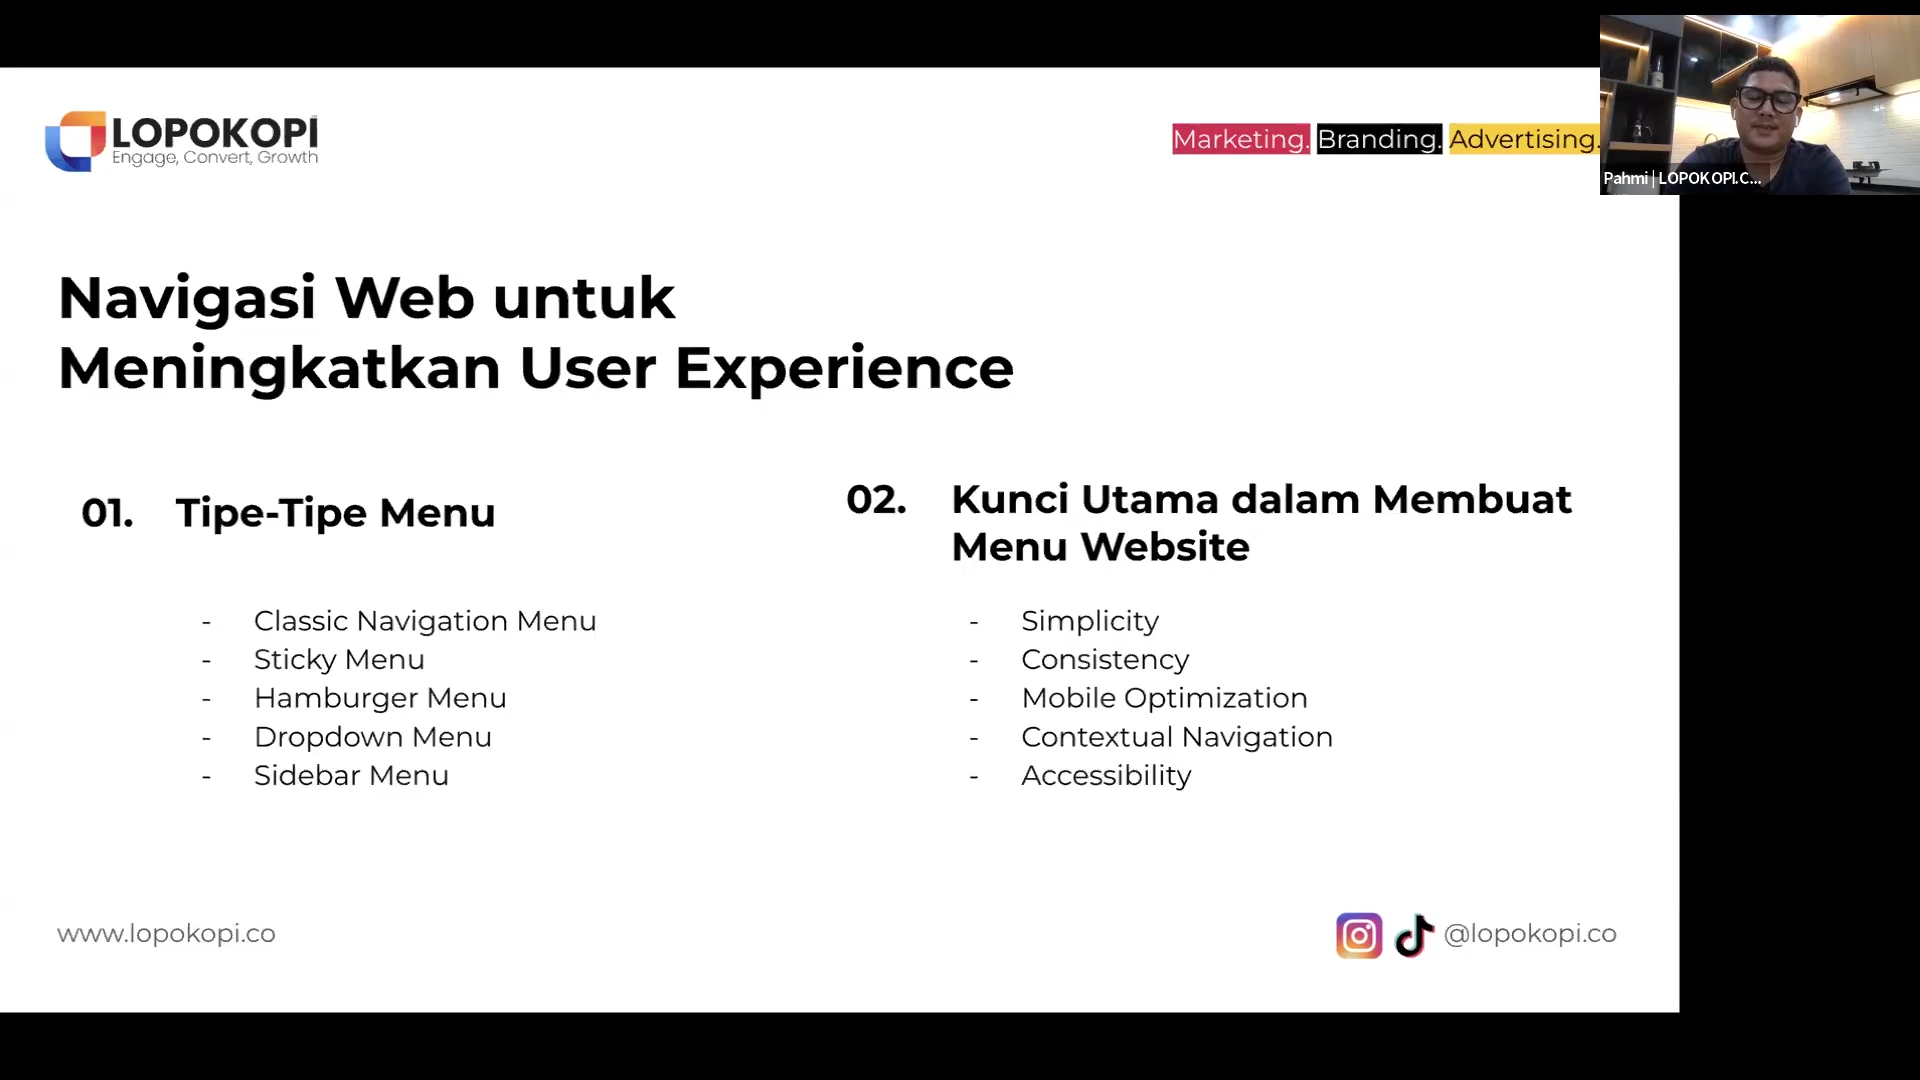 LOPOKOPI
Engage, Convert, Growth
Marketing. Branding. Advertising.
Pahmi | LOPOKOPI.C...
Navigasi Web untuk
Meningkatkan User Experience
01. Tipe-Tipe Menu
- Classic Navigation Menu
- Sticky Menu
- Hamburger Menu
- Dropdown Menu
- Sidebar Menu
02. Kunci Utama dalam Membuat
Menu Website
- Simplicity
- Consistency
- Mobile Optimization
- Contextual Navigation
- Accessibility
www.lopokopi.co
@lopokopi.co